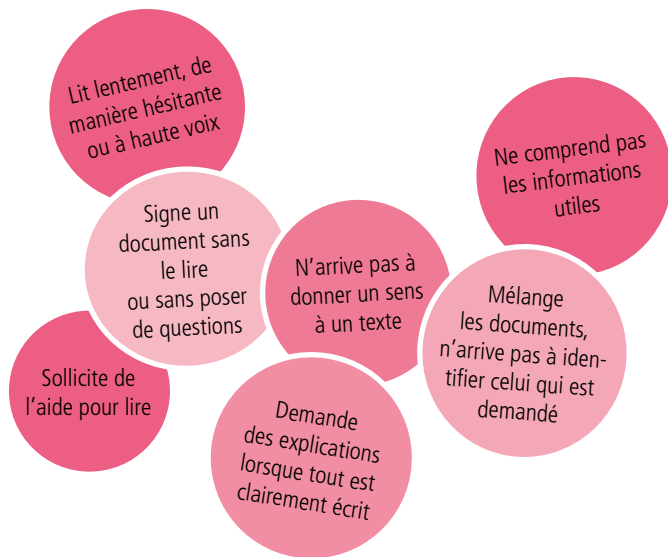 Lit lentement, de
manière hésitante
ou à haute voix
Signe un
document sans
le lire
ou sans poser
de questions
Sollicite de
l’aide pour lire
N’arrive pas à
donner un sens
à un texte
Demande
des explications
lorsque tout est
clairement écrit
Ne comprend pas
les informations
utiles
Mélange
les documents,
n’arrive pas à iden-
tifier celui qui est
demandé